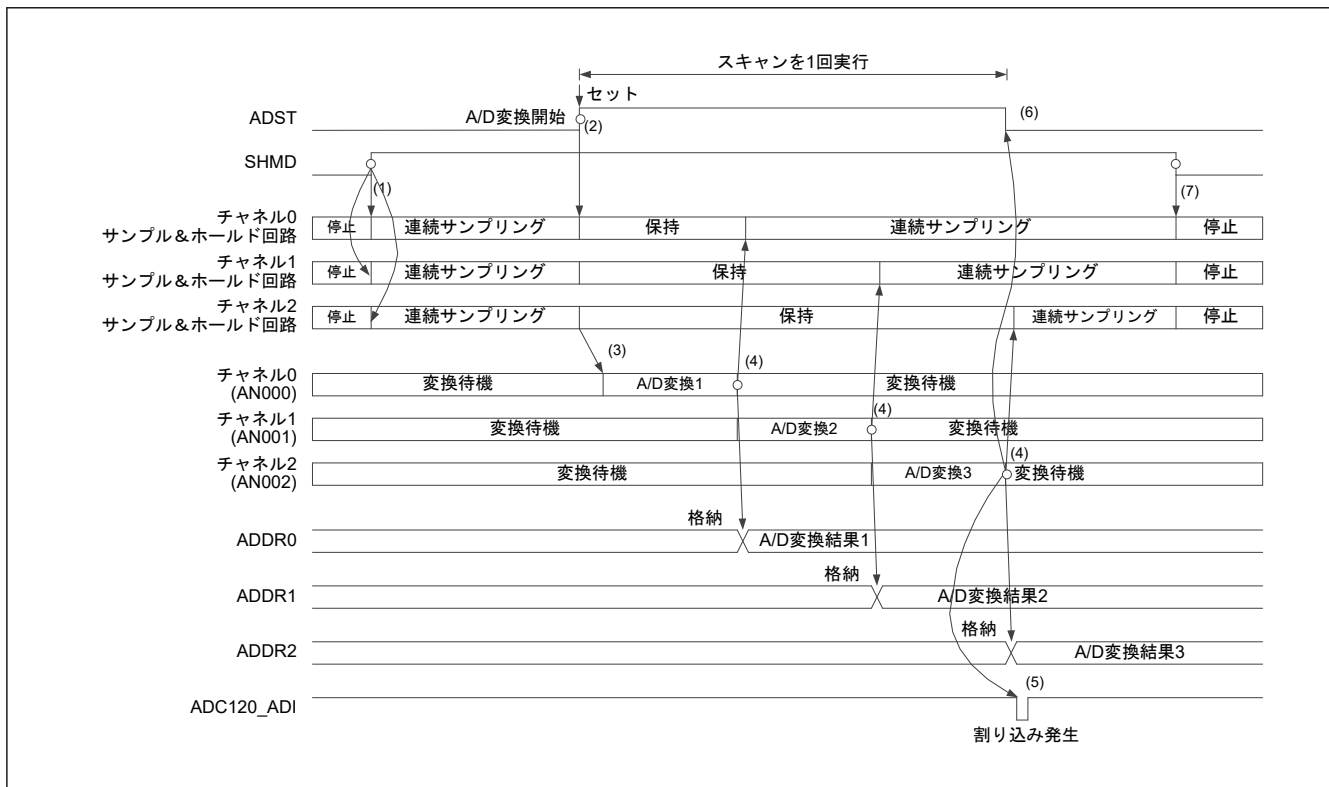 スキャンを1回実行
セット
ADST
A/D変換開始
(2)
(6)
SHMD
(1)
(7)
チャネル0
サンプル＆ホールド回路
停止
連続サンプリング
保持
連続サンプリング
停止
チャネル1
サンプル＆ホールド回路
停止
連続サンプリング
保持
連続サンプリング
停止
チャネル2
サンプル＆ホールド回路
停止
連続サンプリング
保持
連続サンプリング
停止
(3)
(4)
チャネル0
(AN000)
変換待機
A/D変換1
変換待機
(4)
チャネル1
(AN001)
変換待機
A/D変換2
変換待機
(4)
チャネル2
(AN002)
変換待機
A/D変換3
変換待機
格納
ADDR0
A/D変換結果1
格納
ADDR1
A/D変換結果2
格納
ADDR2
A/D変換結果3
(5)
ADC120_ADI
割り込み発生